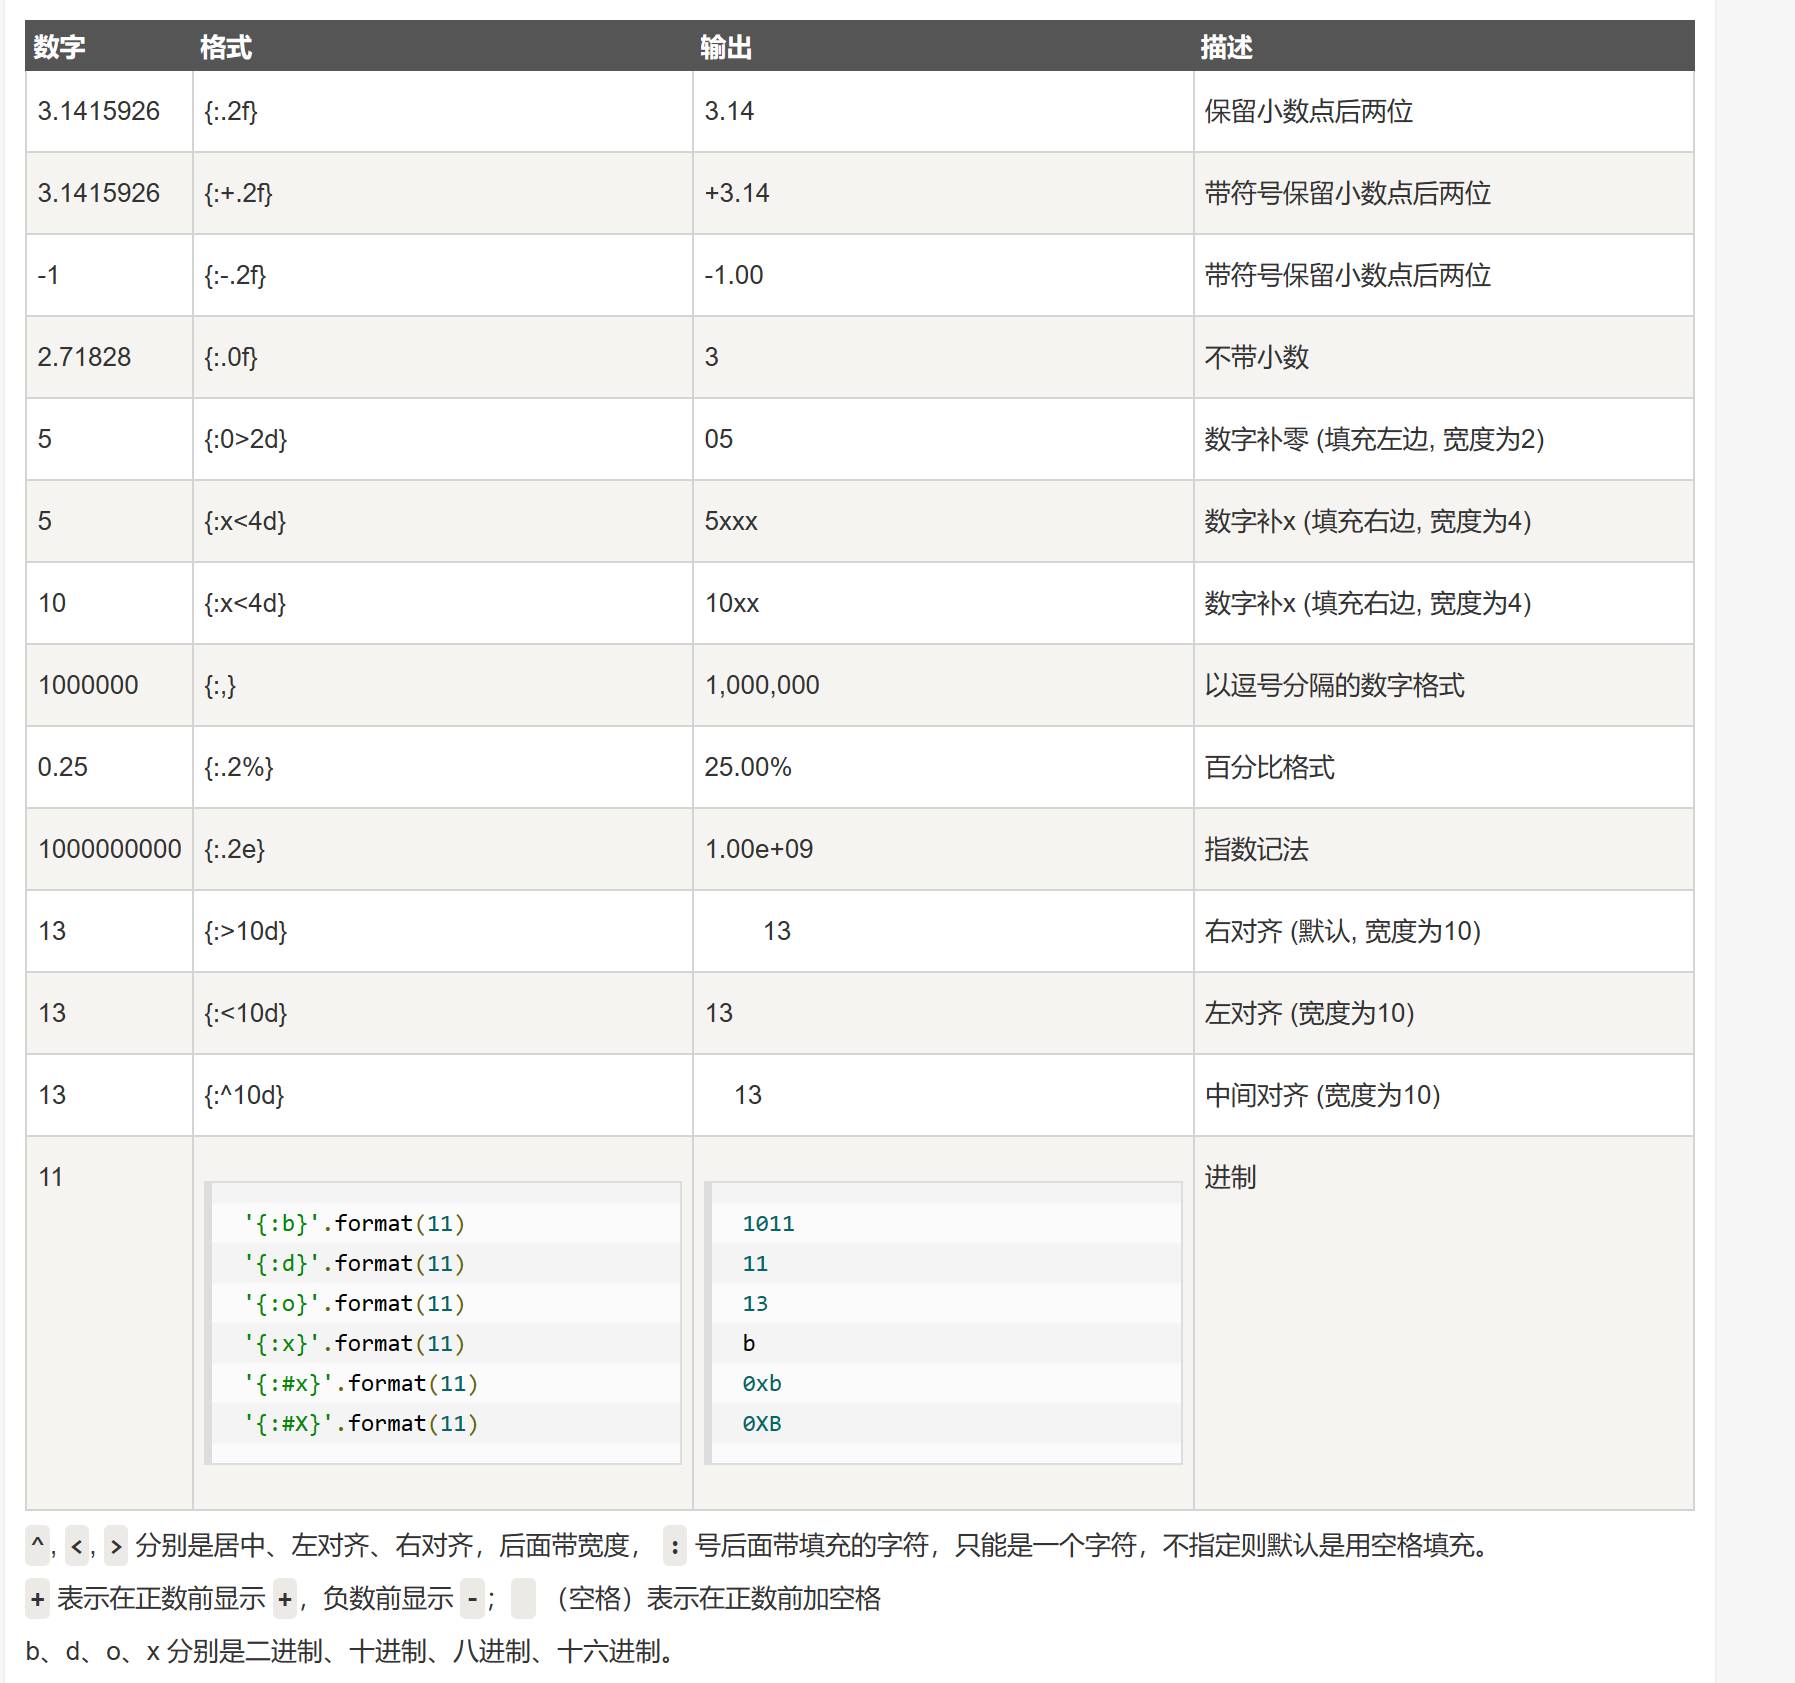 数字 格式 输出 描述
3.1415926 {:.2f} 3.14 保留小数点后两位
3.1415926 {:+.2f} +3.14 带符号保留小数点后两位
-1 {:-.2f} -1.00 带符号保留小数点后两位
2.71828 {:.0f} 3 不带小数
5 {:0>2d} 05 数字补零 (填充左边, 宽度为2)
5 {:x<4d} 5xxx 数字补x (填充右边, 宽度为4)
10 {:x<4d} 10xx 数字补x (填充右边, 宽度为4)
1000000 {:,} 1,000,000 以逗号分隔的数字格式
0.25 {:.2%} 25.00% 百分比格式
1000000000 {:.2e} 1.00e+09 指数记法
13 {:>10d} 13 右对齐 (默认, 宽度为10)
13 {:<10d} 13 左对齐 (宽度为10)
13 {:^10d} 13 中间对齐 (宽度为10)
11 进制
'{:b}'.format(11) 1011
'{:d}'.format(11) 11
'{:o}'.format(11) 13
'{:x}'.format(11) b
'{:#x}'.format(11) 0xb
'{:#X}'.format(11) 0XB
^, <, > 分别是居中、左对齐、右对齐，后面带宽度， : 号后面带填充的字符，只能是一个字符，不指定则默认是用空格填充。
+ 表示在正数前显示 +，负数前显示 -；  （空格）表示在正数前加空格
b、d、o、x 分别是二进制、十进制、八进制、十六进制。